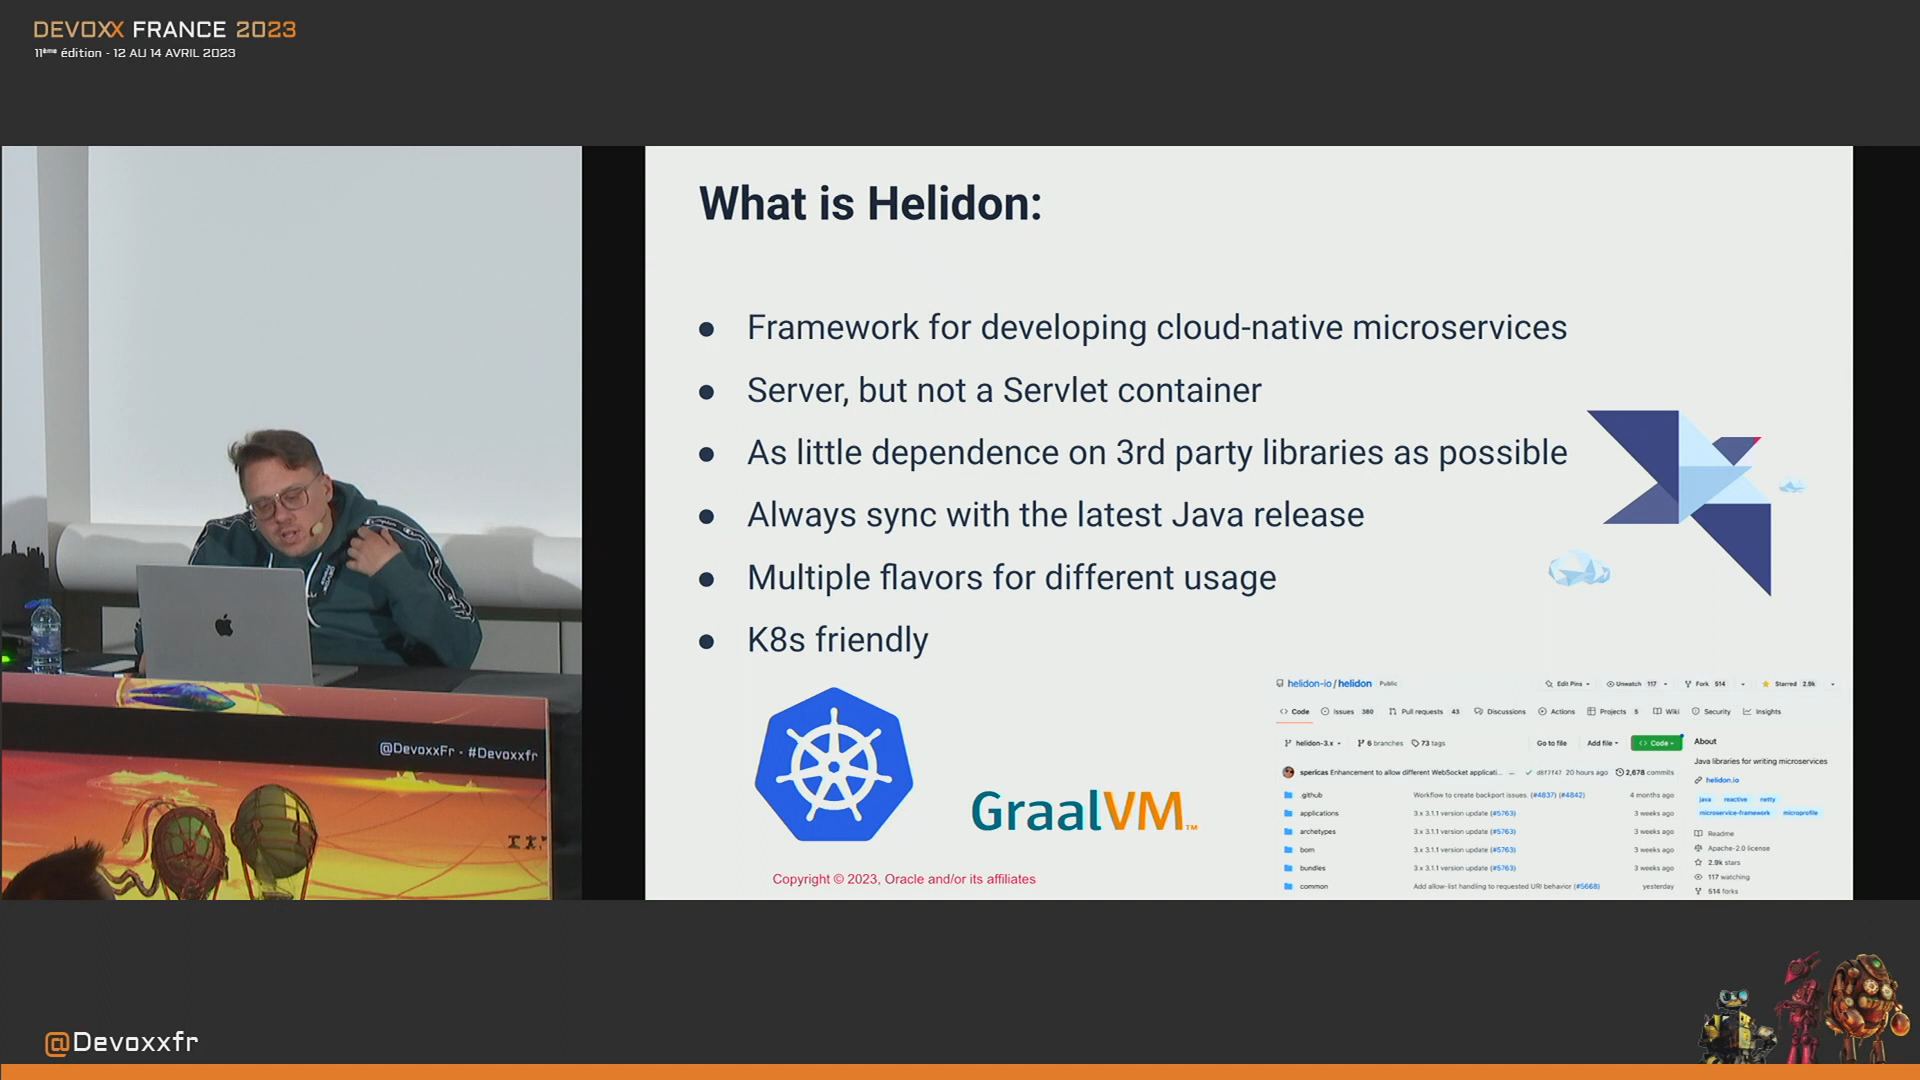 DEVOXX FRANCE 2023
11ème édition - 12 AU 14 AVRIL 2023
What is Helidon:
● Framework for developing cloud-native microservices
● Server, but not a Servlet container
● As little dependence on 3rd party libraries as possible
● Always sync with the latest Java release
● Multiple flavors for different usage
● K8s friendly
GraalVM™
Copyright © 2023, Oracle and/or its affiliates
helidon-io / helidon Public
Edit Pins Unwatch 117 Fork 514 Starred 2.9k
Code Issues 380 Pull requests 43 Discussions Actions Projects 5 Wiki Security Insights
helidon-3.x 6 branches 73 tags Go to file Add file Code
spericas Enhancement to allow different WebSocket applicati... d8f7f47 20 hours ago 2,678 commits
.github Workflow to create backport issues. (#4837) (#4842) 4 months ago
applications 3.x 3.1.1 version update (#5763) 3 weeks ago
archetypes 3.x 3.1.1 version update (#5763) 3 weeks ago
bom 3.x 3.1.1 version update (#5763) 3 weeks ago
bundles 3.x 3.1.1 version update (#5763) 3 weeks ago
common Add allow-list handling to requested URI behavior (#5668) yesterday
About
Java libraries for writing microservices
helidon.io
java reactive netty
microservice-framework microprofile
Readme
Apache-2.0 license
2.9k stars
117 watching
514 forks
@DevoxxFr - #Devoxxfr
@Devoxxfr